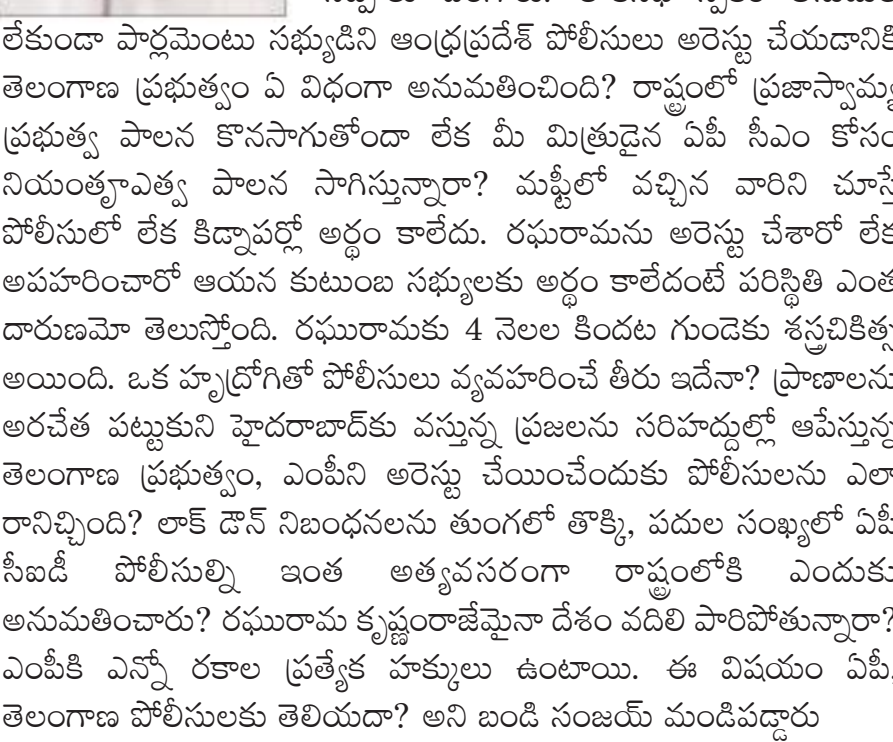 లేకుండా పార్లమెంటు సభ్యుడిని ఆంధ్రప్రదేశ్ పోలీసులు అరెస్టు చేయడానికి
తెలంగాణ ప్రభుత్వం ఏ విధంగా అనుమతించింది? రాష్ట్రంలో ప్రజాస్వామ్య
ప్రభుత్వ పాలన కొనసాగుతోందా లేక మీ మిత్రుడైన ఏపీ సీఎం కోసం
నియంతృాఎత్వ పాలన సాగిస్తున్నారా? మఫ్టీలో వచ్చిన వారిని చూస్తే
పోలీసులో లేక కిడ్నాపర్లో అర్థం కాలేదు. రఘరామను అరెస్టు చేశారో లేక
అపహరించారో ఆయన కుటుంబ సభ్యులకు అర్థం కాలేదంటే పరిస్థితి ఎంత
దారుణమో తెలుస్తోంది. రఘురామకు 4 నెలల కిందట గుండెకు శస్త్రచికిత్స
అయింది. ఒక హృద్రోగితో పోలీసులు వ్యవహరించే తీరు ఇదేనా? ప్రాణాలను
అరచేత పట్టుకుని హైదరాబాద్‌కు వస్తున్న ప్రజలను సరిహద్దుల్లో ఆపేస్తున్న
తెలంగాణ ప్రభుత్వం, ఎంపీని అరెస్టు చేయించేందుకు పోలీసులను ఎలా
రానిచ్చింది? లాక్ డౌన్ నిబంధనలను తుంగలో తొక్కి, పదుల సంఖ్యలో ఏపీ
సీఐడీ పోలీసుల్ని ఇంత అత్యవసరంగా రాష్ట్రంలోకి ఎందుకు
అనుమతించారు? రఘురామ కృష్ణంరాజేమైనా దేశం వదిలి పారిపోతున్నారా?
ఎంపీకి ఎన్నో రకాల ప్రత్యేక హక్కులు ఉంటాయి. ఈ విషయం ఏపీ,
తెలంగాణ పోలీసులకు తెలియదా? అని బండి సంజయ్ మండిపడ్డారు